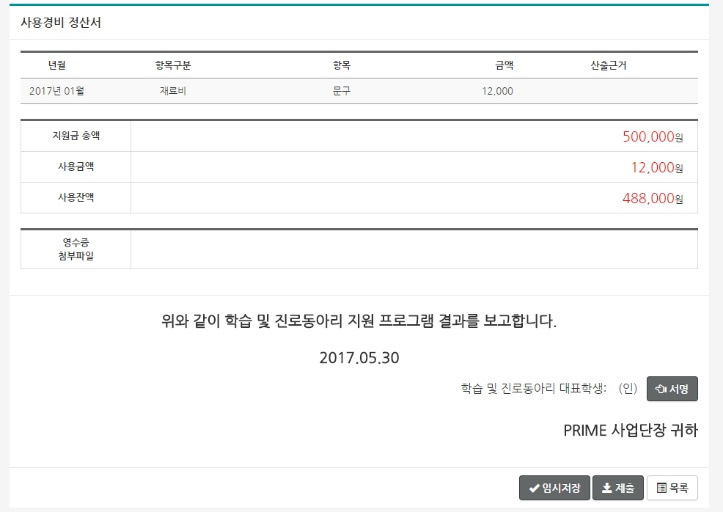 사용경비 정산서
년월 항목구분 항목 금액 산출근거
2017년 01월 재료비 문구 12,000
지원금 총액 500,000원
사용금액 12,000원
사용잔액 488,000원
영수증
첨부파일
위와 같이 학습 및 진로동아리 지원 프로그램 결과를 보고합니다.
2017.05.30
학습 및 진로동아리 대표학생: (인) 서명
PRIME 사업단장 귀하
임시저장 제출 목록